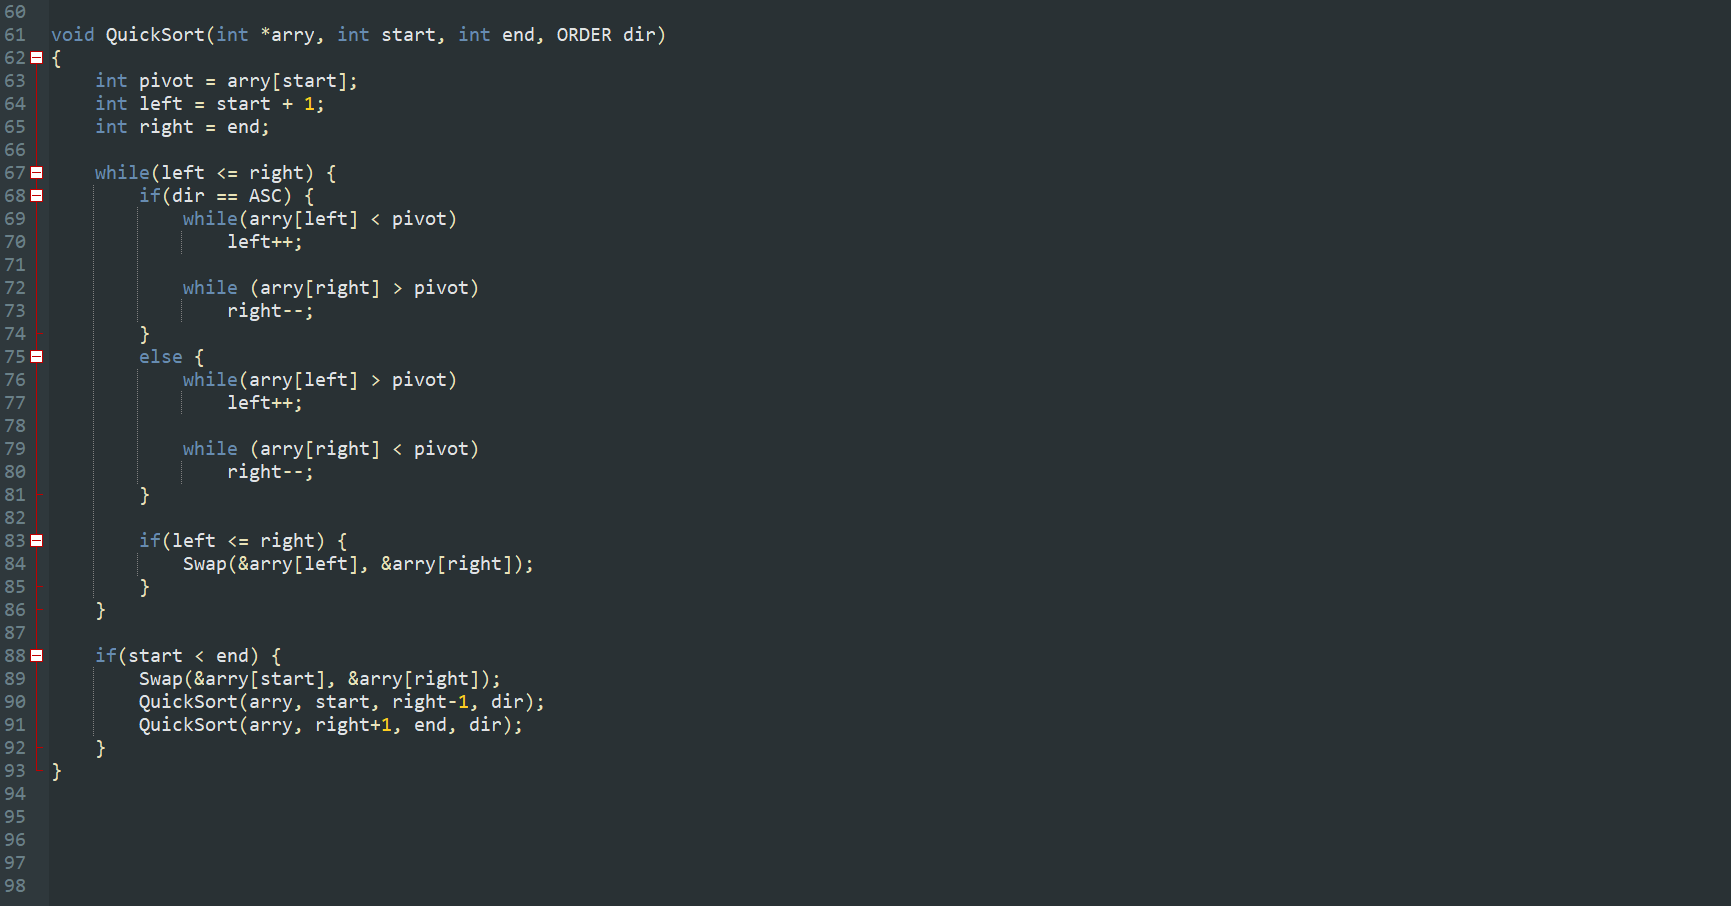 60
61 void QuickSort(int *arry, int start, int end, ORDER dir)
62 {
63     int pivot = arry[start];
64     int left = start + 1;
65     int right = end;
66
67     while(left <= right) {
68         if(dir == ASC) {
69             while(arry[left] < pivot)
70                 left++;
71
72             while (arry[right] > pivot)
73                 right--;
74         }
75         else {
76             while(arry[left] > pivot)
77                 left++;
78
79             while (arry[right] < pivot)
80                 right--;
81         }
82
83         if(left <= right) {
84             Swap(&arry[left], &arry[right]);
85         }
86     }
87
88     if(start < end) {
89         Swap(&arry[start], &arry[right]);
90         QuickSort(arry, start, right-1, dir);
91         QuickSort(arry, right+1, end, dir);
92     }
93 }
94
95
96
97
98